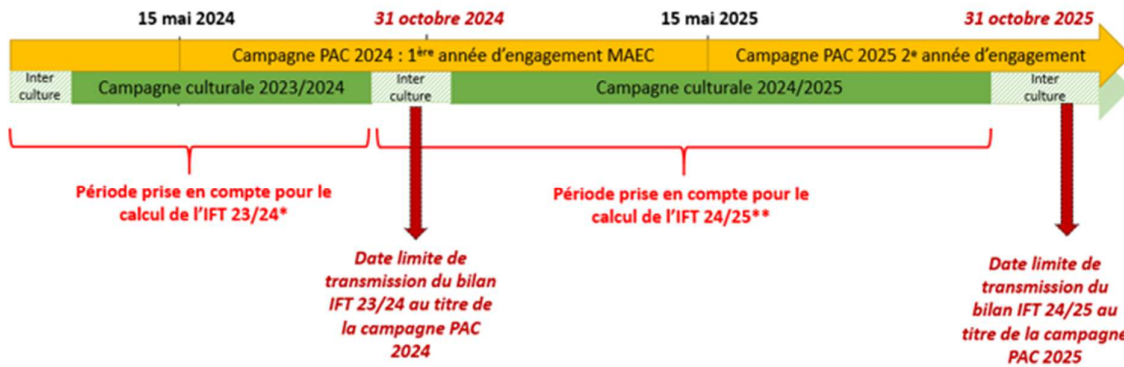 15 mai 2024
31 octobre 2024
15 mai 2025
31 octobre 2025
Campagne PAC 2024 : 1ère année d’engagement MAEC
Campagne PAC 2025 2e année d’engagement
Inter
culture
Campagne culturale 2023/2024
Inter
culture
Campagne culturale 2024/2025
Inter
culture
Période prise en compte pour le
calcul de l’IFT 23/24*
Période prise en compte pour le
calcul de l’IFT 24/25**
Date limite de
transmission du bilan
IFT 23/24 au titre de
la campagne PAC
2024
Date limite de
transmission du
bilan IFT 24/25 au
titre de la campagne
PAC 2025